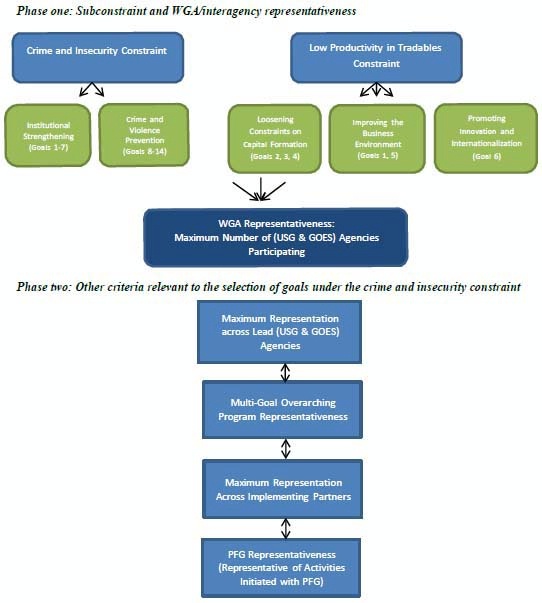 Phase one: Subconstraint and WGA/interagency representativeness
Crime and Insecurity Constraint
Low Productivity in Tradables
Constraint
Institutional
Strengthening
(Goals 1-7)
Crime and
Violence
Prevention
(Goals 8-14)
Loosening
Constraints on
Capital Formation
(Goals 2, 3, 4)
Improving the
Business
Environment
(Goals 1, 5)
Promoting
Innovation and
Internationalization
(Goal 6)
WGA Representativeness:
Maximum Number of (USG & GOES) Agencies
Participating
Phase two: Other criteria relevant to the selection of goals under the crime and insecurity constraint
Maximum Representation
across Lead (USG & GOES)
Agencies
Multi-Goal Overarching
Program Representativeness
Maximum Representation
Across Implementing Partners
PFG Representativeness
(Representative of Activities
Initiated with PFG)